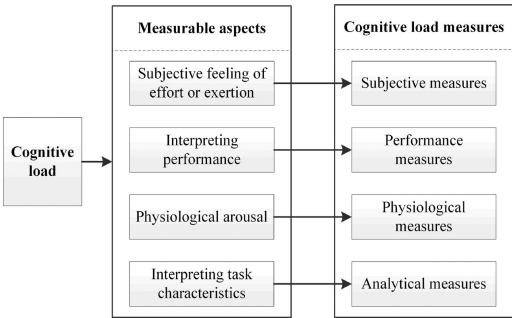 Measurable aspects
Cognitive load measures
Subjective feeling of
effort or exertion
Subjective measures
Cognitive
load
Interpreting
performance
Performance
measures
Physiological arousal
Physiological
measures
Interpreting task
characteristics
Analytical measures